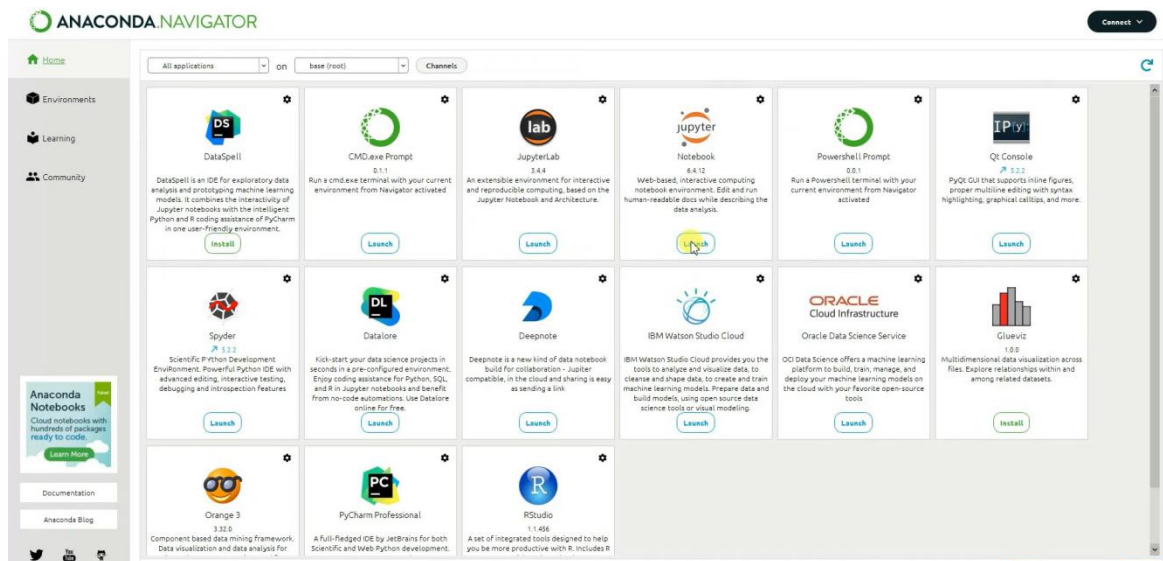 ANACONDA.NAVIGATOR
Connect
Home
Environments
Learning
Community
Anaconda
Notebooks
Cloud notebooks with
hundreds of packages
ready to code.
Learn More
Documentation
Anaconda Blog
All applications
on
base (root)
Channels
DS
DataSpell
DataSpell is an IDE for exploratory data
analysis and prototyping machine learning
models. It combines the interactivity of
Jupyter notebooks with the intelligent
Python and R coding assistance of PyCharm
in one user-friendly environment.
Install
CMD.exe Prompt
0.1.1
Run a cmd.exe terminal with your current
environment from Navigator activated
Launch
lab
JupyterLab
3.4.4
An extensible environment for interactive
and reproducible computing, based on the
Jupyter Notebook and Architecture.
Launch
jupyter
Notebook
6.4.12
Web-based, interactive computing
notebook environment. Edit and run
human-readable docs while describing the
data analysis.
Launch
Powershell Prompt
0.0.1
Run a Powershell terminal with your
current environment from Navigator
activated
Launch
IP[y]:
Qt Console
5.2.2
PyQt GUI that supports inline figures,
proper multiline editing with syntax
highlighting, graphical calltips, and more.
Launch
Spyder
5.2.2
Scientific PYthon Development
EnviRonment. Powerful Python IDE with
advanced editing, interactive testing,
debugging and introspection features
Launch
DL
Datalore
Kick-start your data science projects in
seconds in a pre-configured environment.
Enjoy coding assistance for Python, SQL,
and R in Jupyter notebooks and benefit
from no-code automations. Use Datalore
online for free.
Launch
Deepnote
Deepnote is a new kind of data notebook
build for collaboration - Jupiter
compatible, in the cloud and sharing is easy
as sending a link
Launch
IBM Watson Studio Cloud
IBM Watson Studio Cloud provides you the
tools to analyze and visualize data, to
cleanse and shape data, to create and train
machine learning models. Prepare data and
build models, using open source data
science tools or visual modeling.
Launch
ORACLE
Cloud Infrastructure
Oracle Data Science Service
OCI Data Science offers a machine learning
platform to build, train, manage, and
deploy your machine learning models on
the cloud with your favorite open-source
tools
Launch
Glueviz
1.0.0
Multidimensional data visualization across
files. Explore relationships within and
among related datasets.
Install
Orange 3
3.32.0
Component based data mining framework.
Data visualization and data analysis for
PC
PyCharm Professional
A full-fledged IDE by JetBrains for both
Scientific and Web Python development.
R
RStudio
1.1.456
A set of integrated tools designed to help
you be more productive with R. Includes R